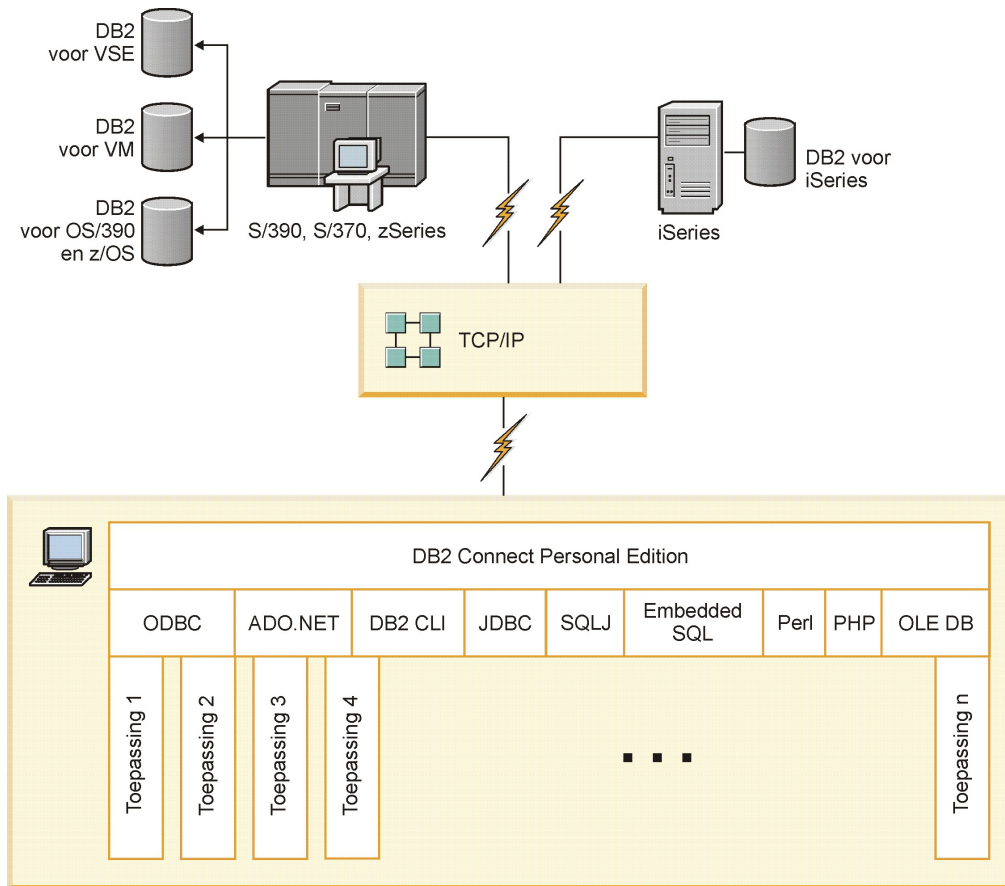 DB2
voor VSE
DB2
voor VM
DB2
voor OS/390
en z/OS
S/390, S/370, zSeries
iSeries
DB2 voor
iSeries
TCP/IP
DB2 Connect Personal Edition
ODBC
ADO.NET
DB2 CLI
JDBC
SQLJ
Embedded
SQL
Perl
PHP
OLE DB
Toepassing 1
Toepassing 2
Toepassing 3
Toepassing 4
Toepassing n